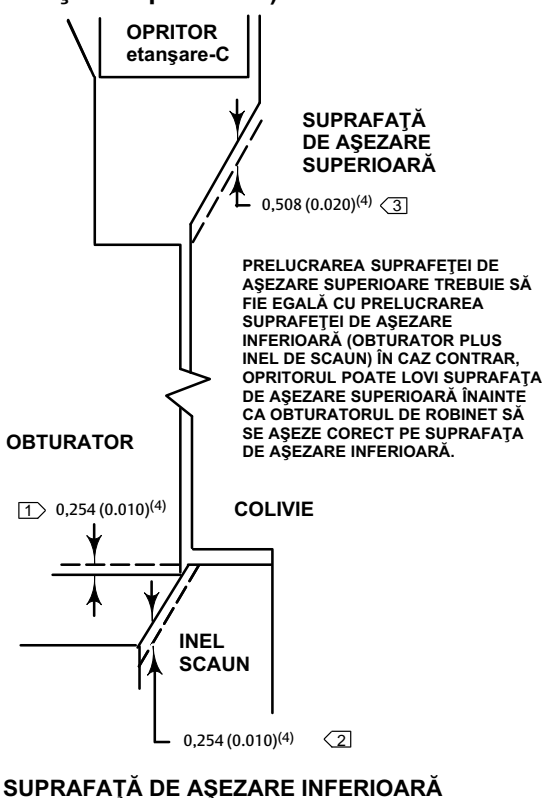 OPRITOR
etanşare-C
SUPRAFAŢĂ
DE AŞEZARE
SUPERIOARĂ
0,508 (0.020)(4) 3
PRELUCRAREA SUPRAFEŢEI DE
AŞEZARE SUPERIOARE TREBUIE SĂ
FIE EGALĂ CU PRELUCRAREA
SUPRAFEŢEI DE AŞEZARE
INFERIOARĂ (OBTURATOR PLUS
INEL DE SCAUN) ÎN CAZ CONTRAR,
OPRITORUL POATE LOVI SUPRAFAŢA
DE AŞEZARE SUPERIOARĂ ÎNAINTE
CA OBTURATORUL DE ROBINET SĂ
SE AŞEZE CORECT PE SUPRAFAŢA
DE AŞEZARE INFERIOARĂ.
OBTURATOR
1 0,254 (0.010)(4)
COLIVIE
INEL
SCAUN
0,254 (0.010)(4) 2
SUPRAFAŢĂ DE AŞEZARE INFERIOARĂ